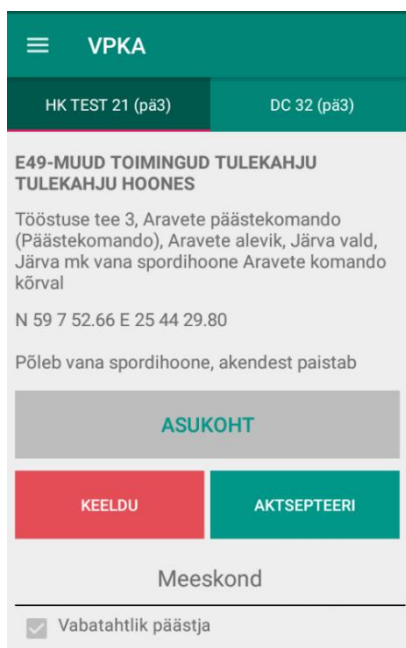 VPKA
HK TEST 21 (pä3) DC 32 (pä3)
E49-MUUD TOIMINGUD TULEKAHJU
TULEKAHJU HOONES
Tööstuse tee 3, Aravete päästekomando
(Päästekomando), Aravete alevik, Järva vald,
Järva mk vana spordihoone Aravete komando
kõrval
N 59 7 52.66 E 25 44 29.80
Põleb vana spordihoone, akendest paistab
ASUKOHT
KEELDU AKTSEPTEERI
Meeskond
Vabatahtlik päästja